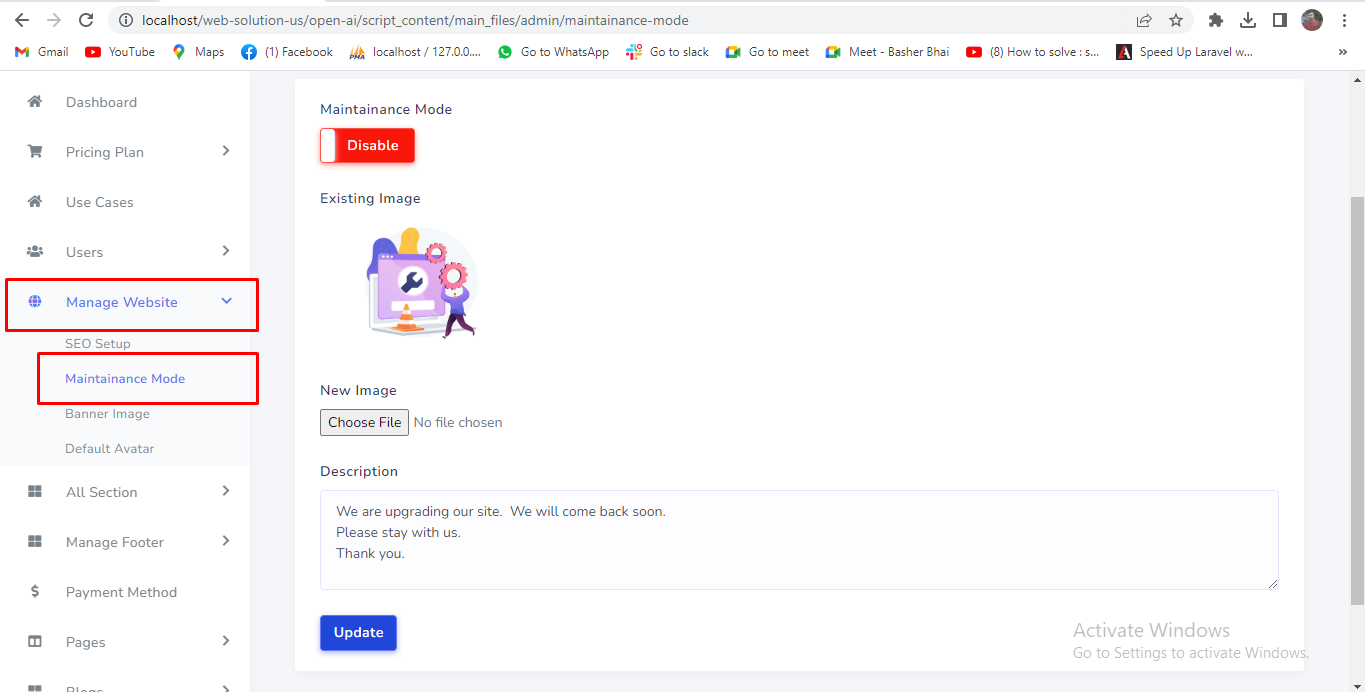 localhost/web-solution-us/open-ai/script_content/main_files/admin/maintainance-mode
Gmail YouTube Maps (1) Facebook localhost / 127.0.0.... Go to WhatsApp Go to slack Go to meet Meet - Basher Bhai (8) How to solve : s... Speed Up Laravel w... »
Dashboard
Pricing Plan
Use Cases
Users
Manage Website
SEO Setup
Maintainance Mode
Banner Image
Default Avatar
All Section
Manage Footer
Payment Method
Pages
Blogs
Maintainance Mode
Disable
Existing Image
New Image
Choose File No file chosen
Description
We are upgrading our site.  We will come back soon.
Please stay with us.
Thank you.
Update
Activate Windows
Go to Settings to activate Windows.